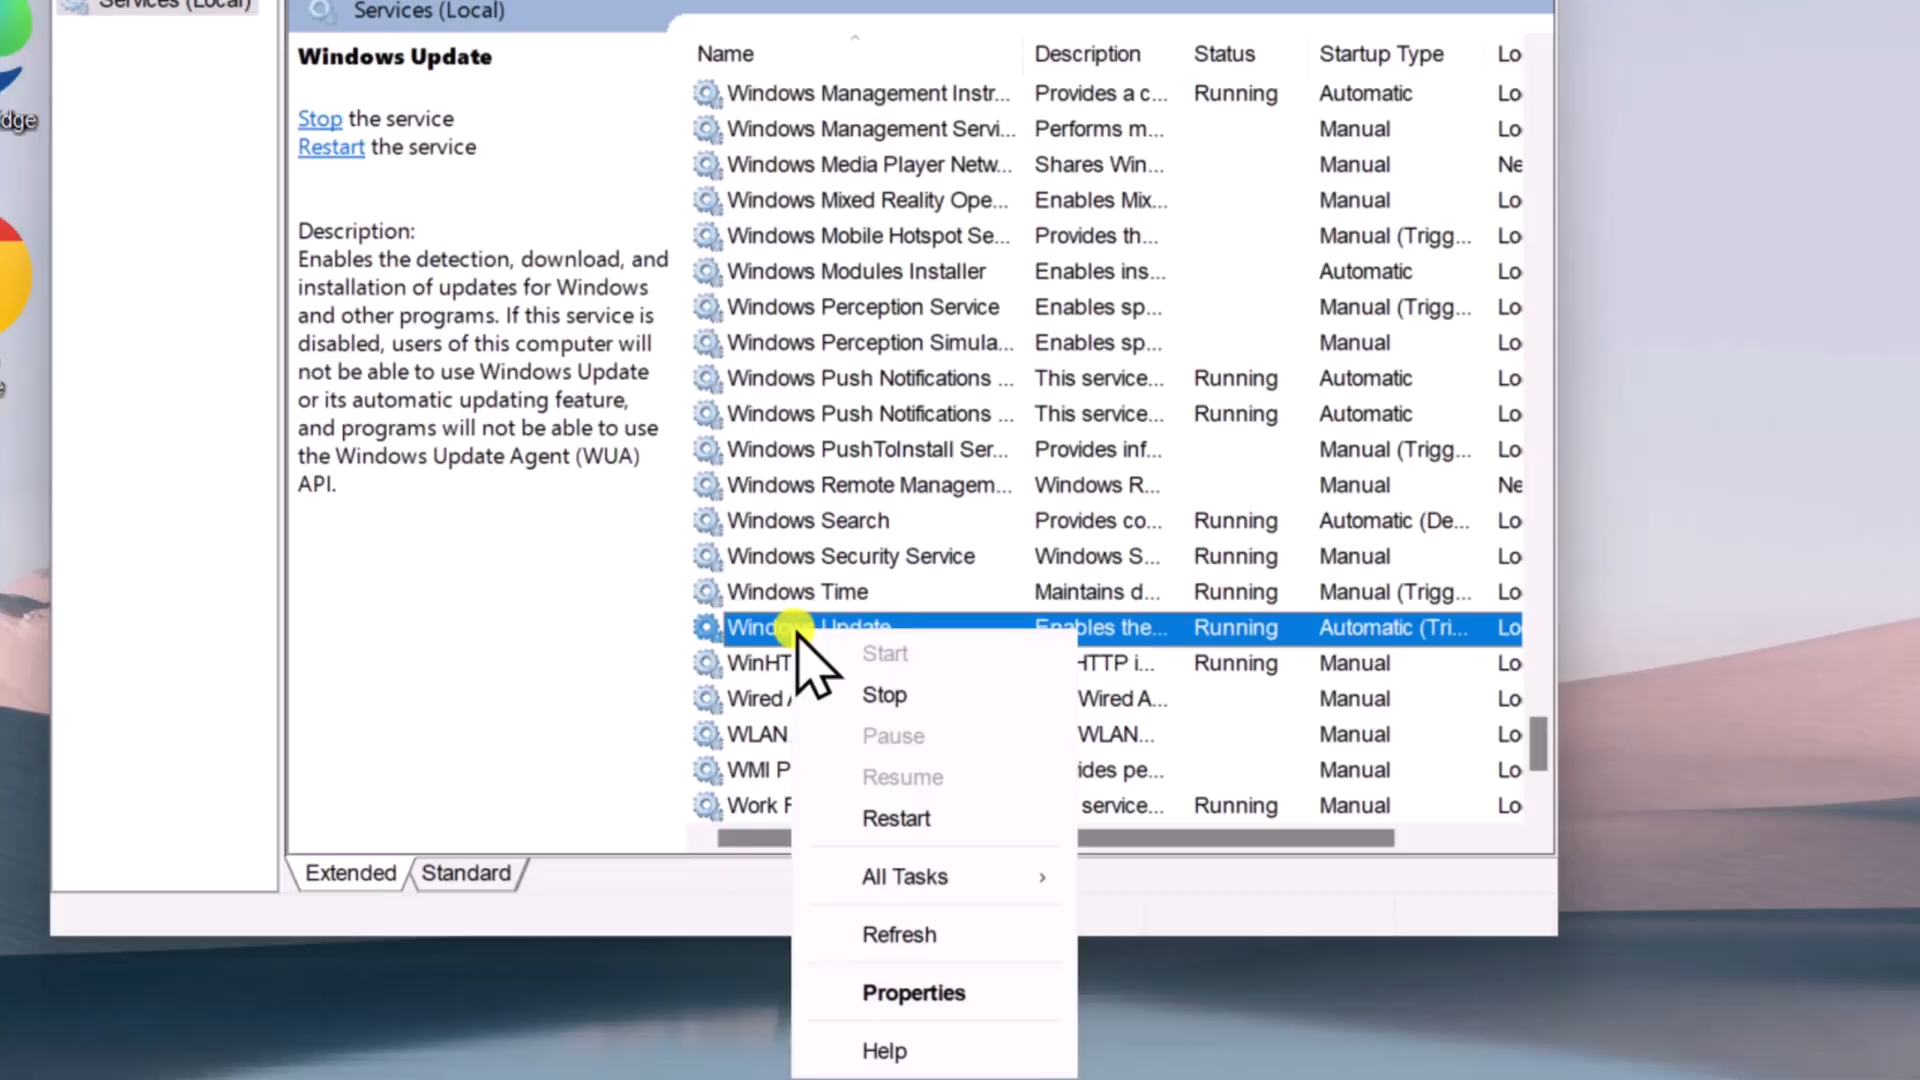 Services (Local)
Services (Local)
Windows Update
Stop the service
Restart the service
Description:
Enables the detection, download, and
installation of updates for Windows
and other programs. If this service is
disabled, users of this computer will
not be able to use Windows Update
or its automatic updating feature,
and programs will not be able to use
the Windows Update Agent (WUA)
API.
Name Description Status Startup Type Lo
Windows Management Instr... Provides a c... Running Automatic Lo
Windows Management Servi... Performs m... Manual Lo
Windows Media Player Netw... Shares Win... Manual Ne
Windows Mixed Reality Ope... Enables Mix... Manual Lo
Windows Mobile Hotspot Se... Provides th... Manual (Trigg... Lo
Windows Modules Installer Enables ins... Automatic Lo
Windows Perception Service Enables sp... Manual (Trigg... Lo
Windows Perception Simula... Enables sp... Manual Lo
Windows Push Notifications ... This service... Running Automatic Lo
Windows Push Notifications ... This service... Running Automatic Lo
Windows PushToInstall Ser... Provides inf... Manual (Trigg... Lo
Windows Remote Managem... Windows R... Manual Ne
Windows Search Provides co... Running Automatic (De... Lo
Windows Security Service Windows S... Running Manual Lo
Windows Time Maintains d... Running Manual (Trigg... Lo
Windows Update Enables the... Running Automatic (Tri... Lo
WinHT HTTP i... Running Manual Lo
Wired Wired A... Manual Lo
WLAN WLAN... Manual Lo
WMI P ides pe... Manual Lo
Work F service... Running Manual Lo
Start
Stop
Pause
Resume
Restart
All Tasks
Refresh
Properties
Help
Extended Standard
dge